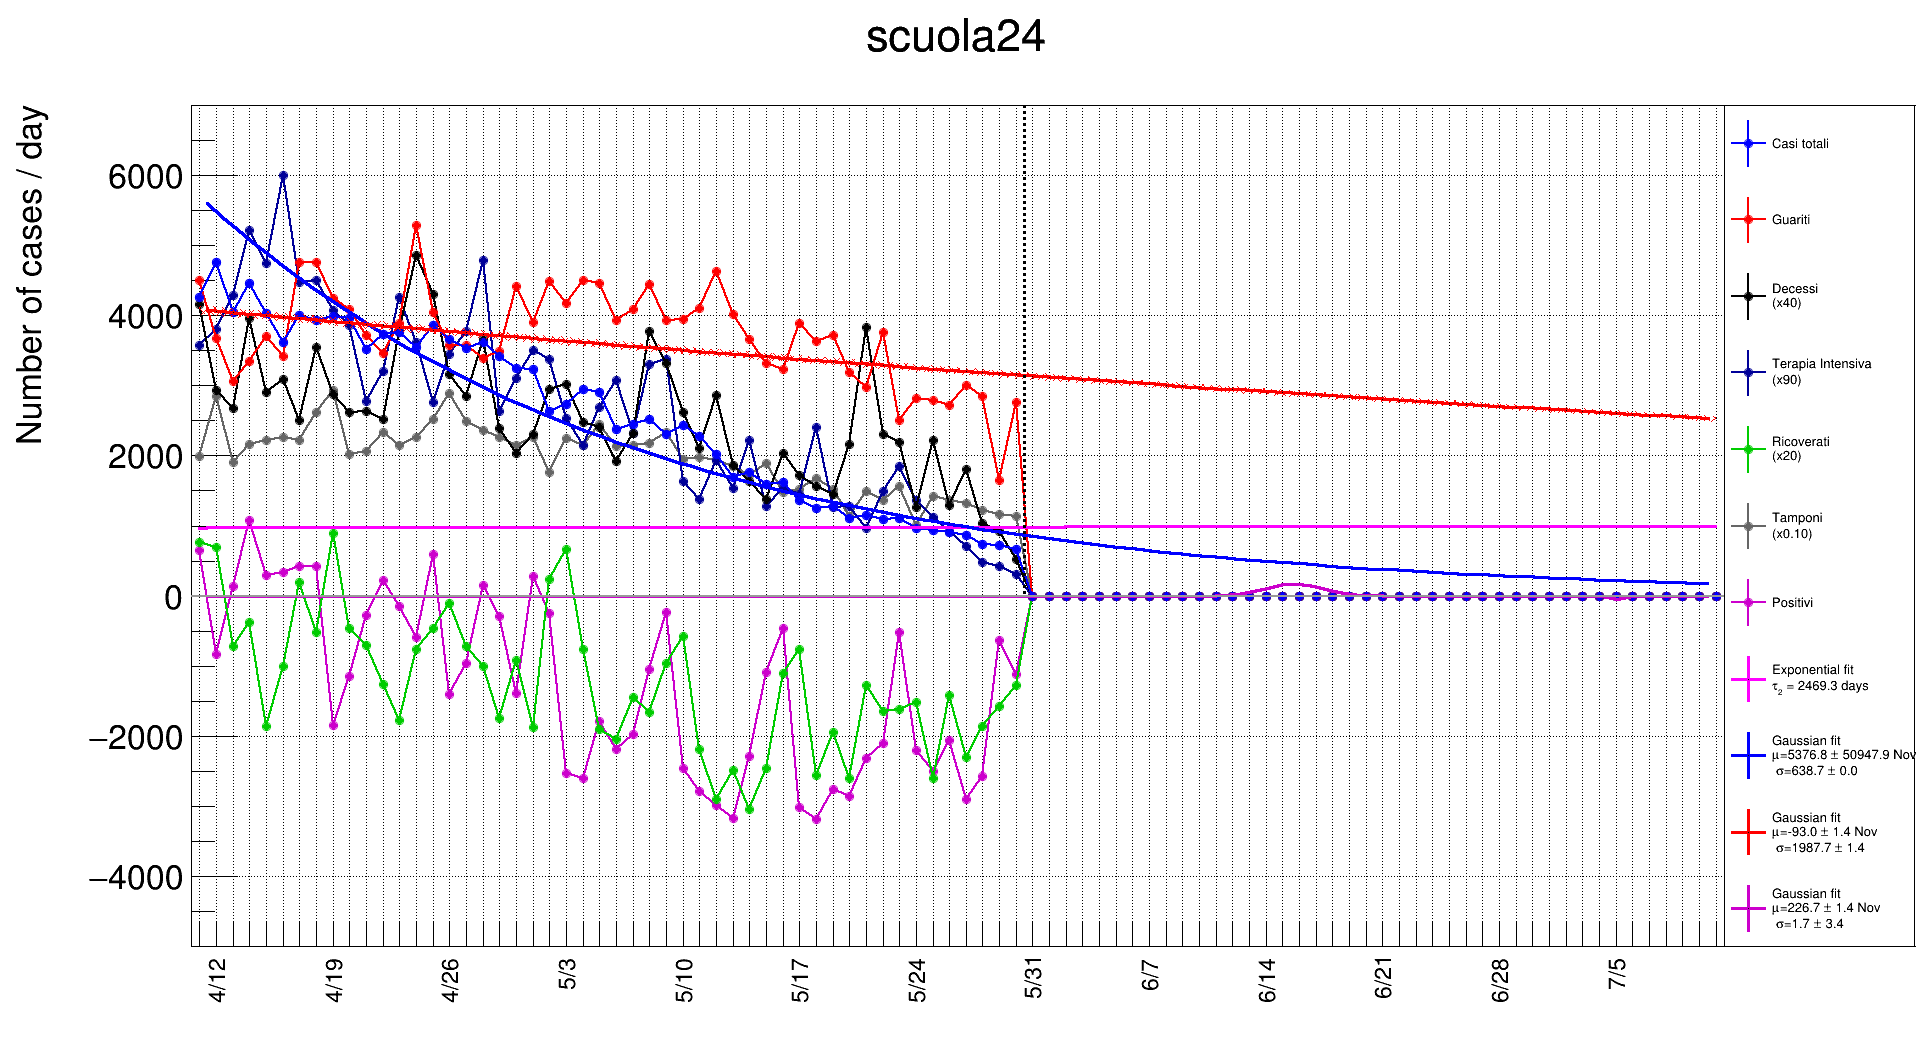 scuola24
Number of cases / day
6000
4000
2000
0
−2000
−4000
4/12
4/19
4/26
5/3
5/10
5/17
5/24
5/31
6/7
6/14
6/21
6/28
7/5
Casi totali
Guariti
Decessi
(x40)
Terapia Intensiva
(x90)
Ricoverati
(x20)
Tamponi
(x0.10)
Positivi
Exponential fit
τ2 = 2469.3 days
Gaussian fit
μ=5376.8 ± 50947.9 Nov
σ=638.7 ± 0.0
Gaussian fit
μ=-93.0 ± 1.4 Nov
σ=1987.7 ± 1.4
Gaussian fit
μ=226.7 ± 1.4 Nov
σ=1.7 ± 3.4